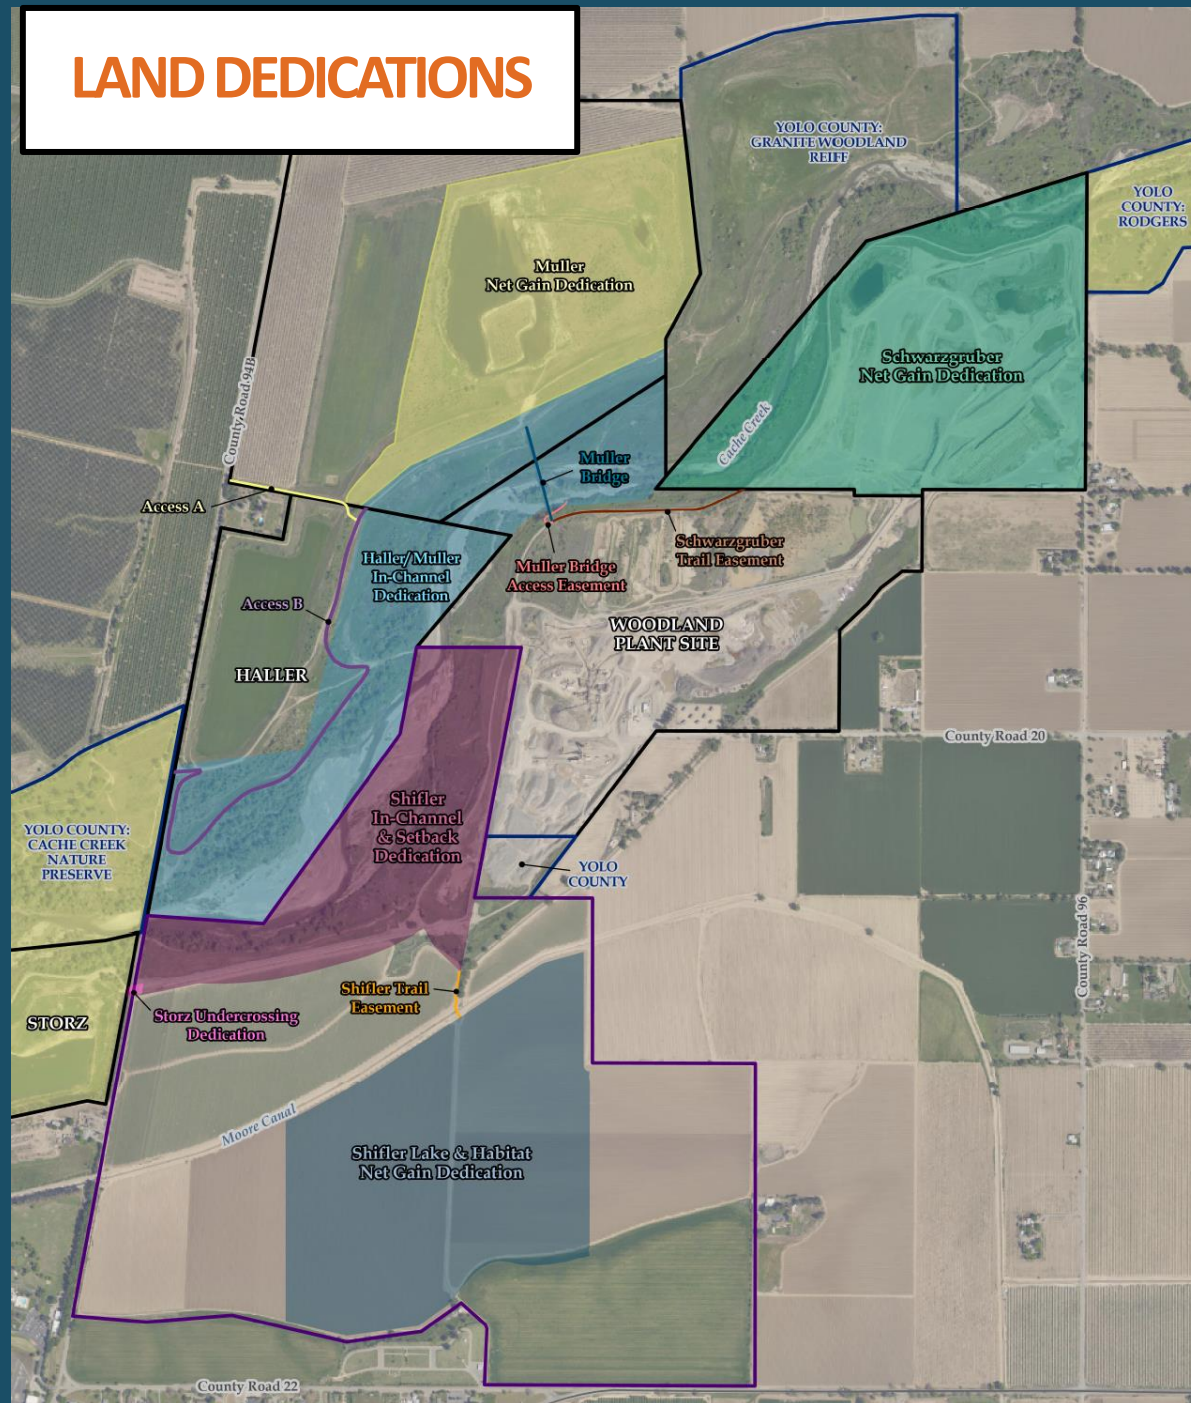 LAND DEDICATIONS
YOLO COUNTY:
GRANITE WOODLAND
REIFF
YOLO
COUNTY:
RODGERS
Muller
Net Gain Dedication
Schwarzgruber
Net Gain Dedication
County Road 94B
Cache Creek
Muller
Bridge
Access A
Schwarzgruber
Trail Easement
Haller/Muller
In-Channel
Dedication
Muller Bridge
Access Easement
Access B
WOODLAND
PLANT SITE
HALLER
County Road 20
Shifler
In-Channel
& Setback
Dedication
YOLO COUNTY:
CACHE CREEK
NATURE
PRESERVE
YOLO
COUNTY
County Road 96
Shifler Trail
Easement
STORZ
Storz Undercrossing
Dedication
Moore Canal
Shifler Lake & Habitat
Net Gain Dedication
County Road 22